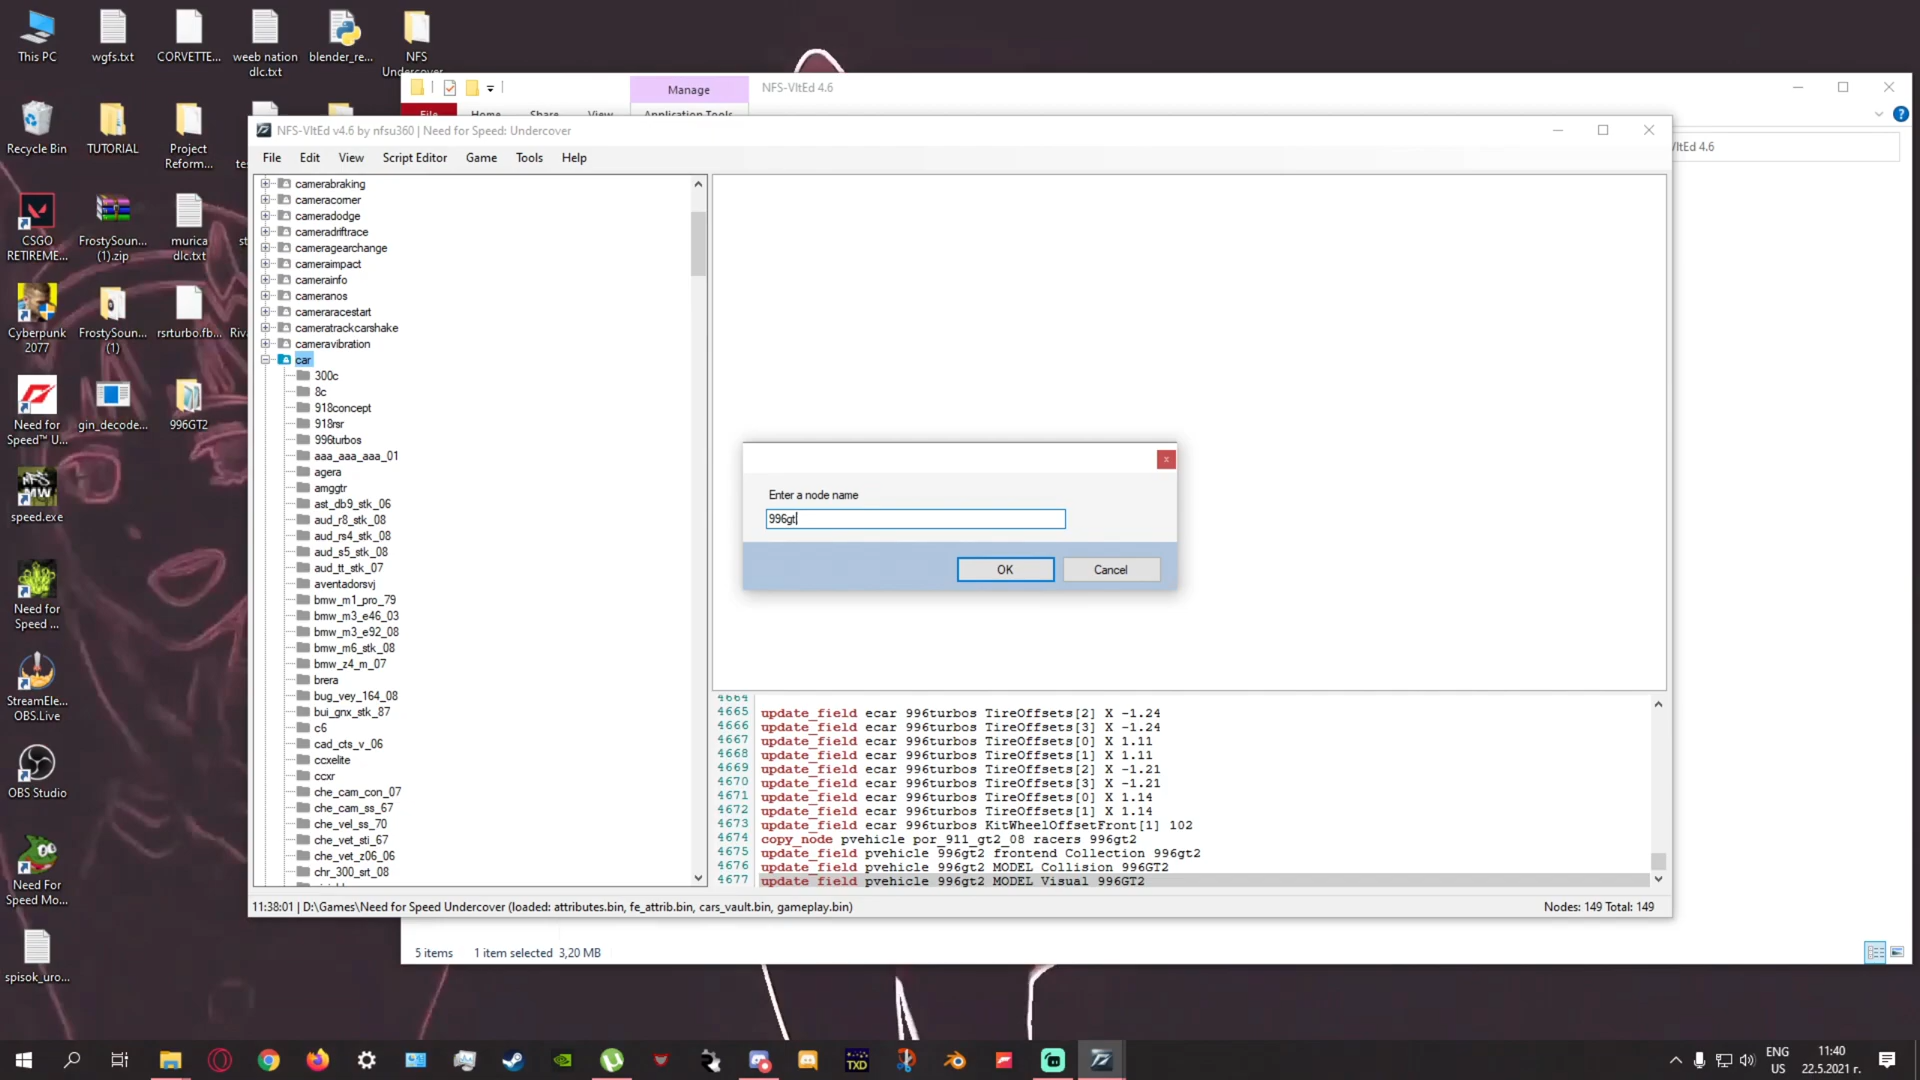 This PC
wgfs.txt
CORVETTE...
weeb nation
dlc.txt
blender_re...
NFS
Undercover
Recycle Bin
TUTORIAL
Project
Reform...
CSGO
RETIREME...
FrostySoun...
(1).zip
murica
dlc.txt
Cyberpunk
2077
FrostySoun...
(1)
rsrturbo.fb...
Need for
Speed™ U...
gin_decode...
996GT2
speed.exe
Need for
Speed ...
StreamEle...
OBS.Live
OBS Studio
Need For
Speed Mo...
spisok_uro...
Manage
NFS-VltEd 4.6
File
Home
Share
View
Application Tools
NFS-VltEd v4.6 by nfsu360 | Need for Speed: Undercover
File Edit View Script Editor Game Tools Help
camerabraking
cameracorner
cameradodge
cameradriftrace
cameragearchange
cameraimpact
camerainfo
cameranos
cameraracestart
cameratrackcarshake
cameravibration
car
300c
8c
918concept
918rsr
996turbos
aaa_aaa_aaa_01
agera
amggtr
ast_db9_stk_06
aud_r8_stk_08
aud_rs4_stk_08
aud_s5_stk_08
aud_tt_stk_07
aventadorsvj
bmw_m1_pro_79
bmw_m3_e46_03
bmw_m3_e92_08
bmw_m6_stk_08
bmw_z4_m_07
brera
bug_vey_164_08
bui_gnx_stk_87
c6
cad_cts_v_06
ccxelite
ccxr
che_cam_con_07
che_cam_ss_67
che_vel_ss_70
che_vet_sti_67
che_vet_z06_06
chr_300_srt_08
Enter a node name
996gt
OK
Cancel
4664
4665 update_field ecar 996turbos TireOffsets[2] X -1.24
4666 update_field ecar 996turbos TireOffsets[3] X -1.24
4667 update_field ecar 996turbos TireOffsets[0] X 1.11
4668 update_field ecar 996turbos TireOffsets[1] X 1.11
4669 update_field ecar 996turbos TireOffsets[2] X -1.21
4670 update_field ecar 996turbos TireOffsets[3] X -1.21
4671 update_field ecar 996turbos TireOffsets[0] X 1.14
4672 update_field ecar 996turbos TireOffsets[1] X 1.14
4673 update_field ecar 996turbos KitWheelOffsetFront[1] 102
4674 copy_node pvehicle por_911_gt2_08 racers 996gt2
4675 update_field pvehicle 996gt2 frontend Collection 996gt2
4676 update_field pvehicle 996gt2 MODEL Collision 996GT2
4677 update_field pvehicle 996gt2 MODEL Visual 996GT2
11:38:01 | D:\Games\Need for Speed Undercover (loaded: attributes.bin, fe_attrib.bin, cars_vault.bin, gameplay.bin)
Nodes: 149 Total: 149
5 items 1 item selected 3,20 MB
TXD
ENG
US
11:40
22.5.2021 г.